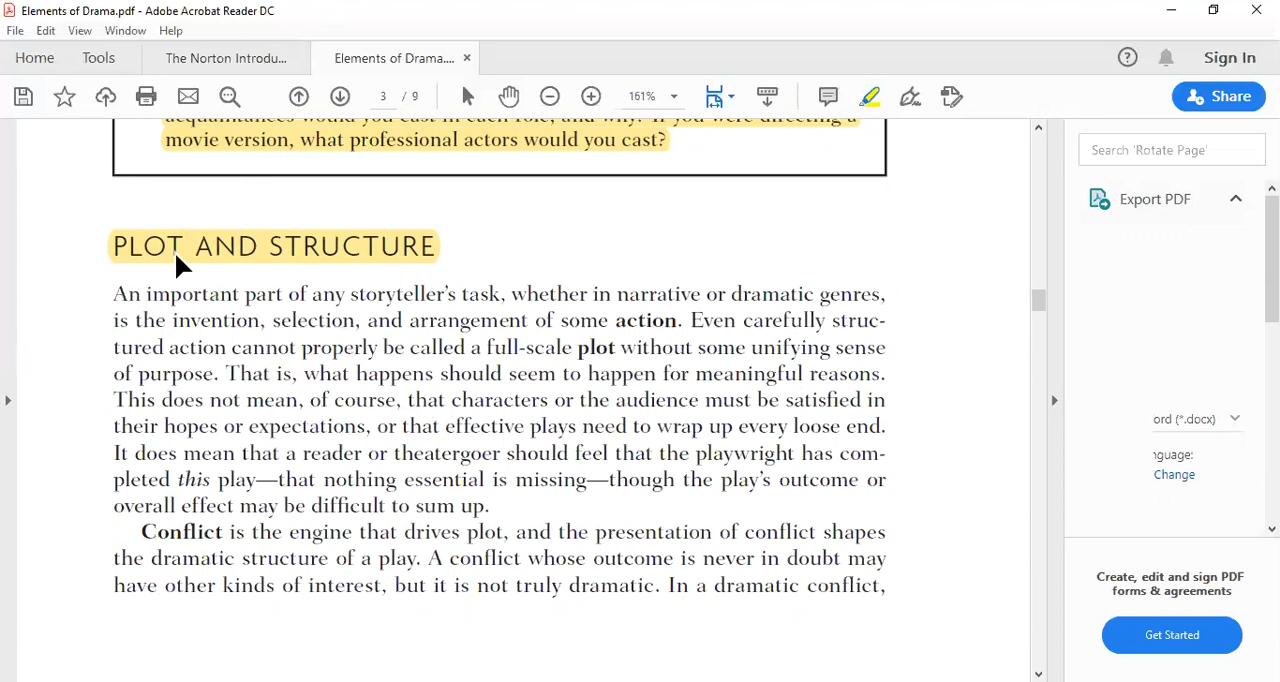 Elements of Drama.pdf - Adobe Acrobat Reader DC
File Edit View Window Help
Home Tools The Norton Introdu... Elements of Drama.... × Sign In
3 / 9 161% Share
movie version, what professional actors would you cast?
Search 'Rotate Page'
Export PDF
PLOT AND STRUCTURE
An important part of any storyteller's task, whether in narrative or dramatic genres,
is the invention, selection, and arrangement of some action. Even carefully struc-
tured action cannot properly be called a full-scale plot without some unifying sense
of purpose. That is, what happens should seem to happen for meaningful reasons.
This does not mean, of course, that characters or the audience must be satisfied in
their hopes or expectations, or that effective plays need to wrap up every loose end.
It does mean that a reader or theatergoer should feel that the playwright has com-
pleted this play—that nothing essential is missing—though the play's outcome or
overall effect may be difficult to sum up.
Conflict is the engine that drives plot, and the presentation of conflict shapes
the dramatic structure of a play. A conflict whose outcome is never in doubt may
have other kinds of interest, but it is not truly dramatic. In a dramatic conflict,
ord (*.docx)
nguage:
Change
Create, edit and sign PDF
forms & agreements
Get Started